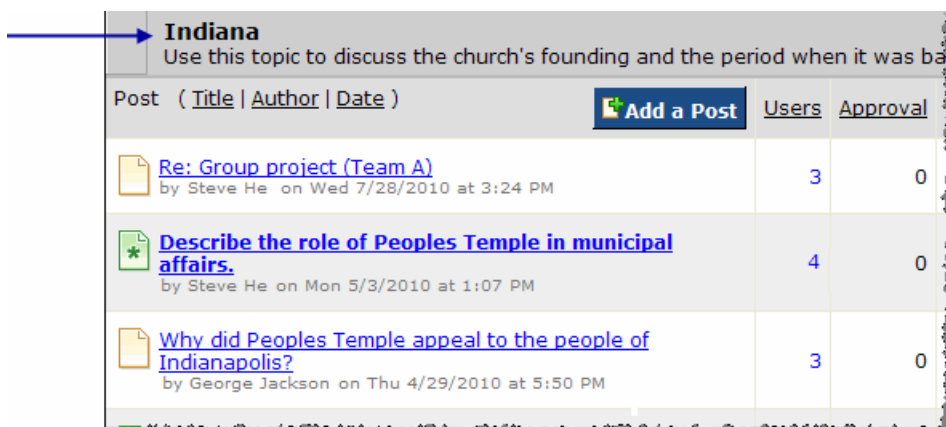 Indiana
Use this topic to discuss the church's founding and the period when it was
Post ( Title | Author | Date ) Add a Post Users Approval
Re: Group project (Team A)
by Steve He on Wed 7/28/2010 at 3:24 PM
3 0
Describe the role of Peoples Temple in municipal
affairs.
by Steve He on Mon 5/3/2010 at 1:07 PM
4 0
Why did Peoples Temple appeal to the people of
Indianapolis?
by George Jackson on Thu 4/29/2010 at 5:50 PM
3 0